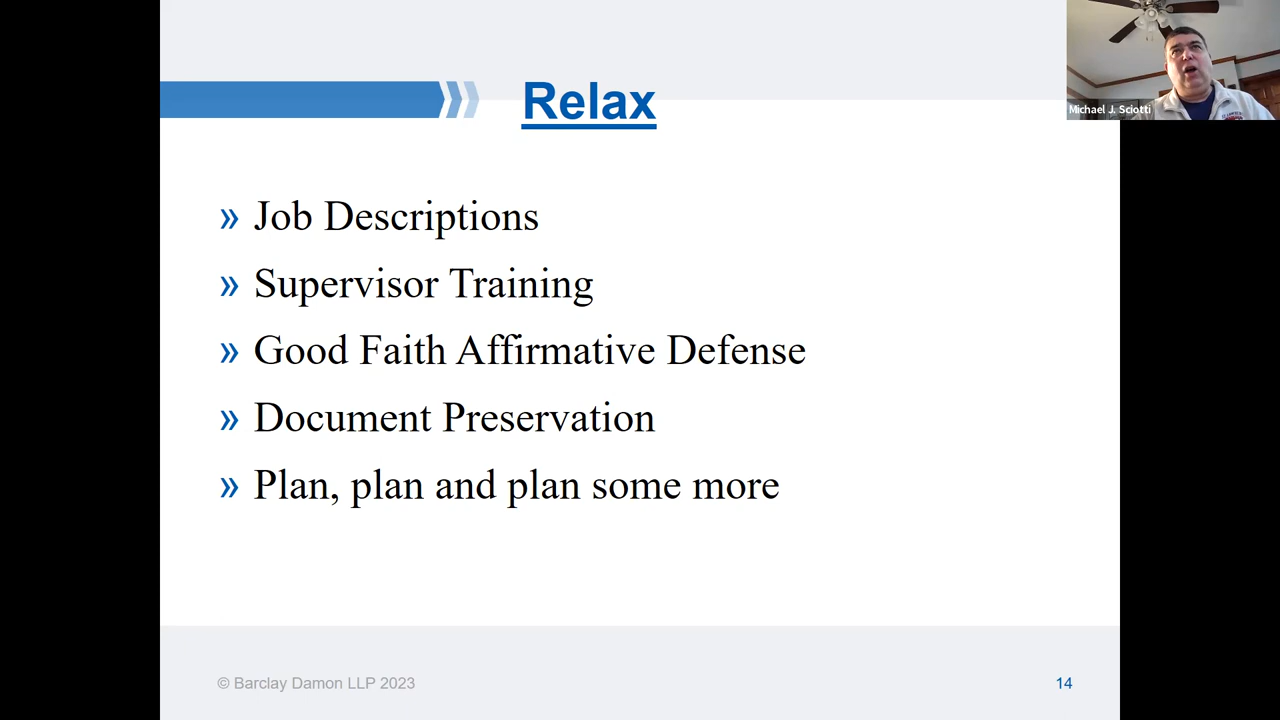 Relax
Michael J. Sciotti
» Job Descriptions
» Supervisor Training
» Good Faith Affirmative Defense
» Document Preservation
» Plan, plan and plan some more
© Barclay Damon LLP 2023
14